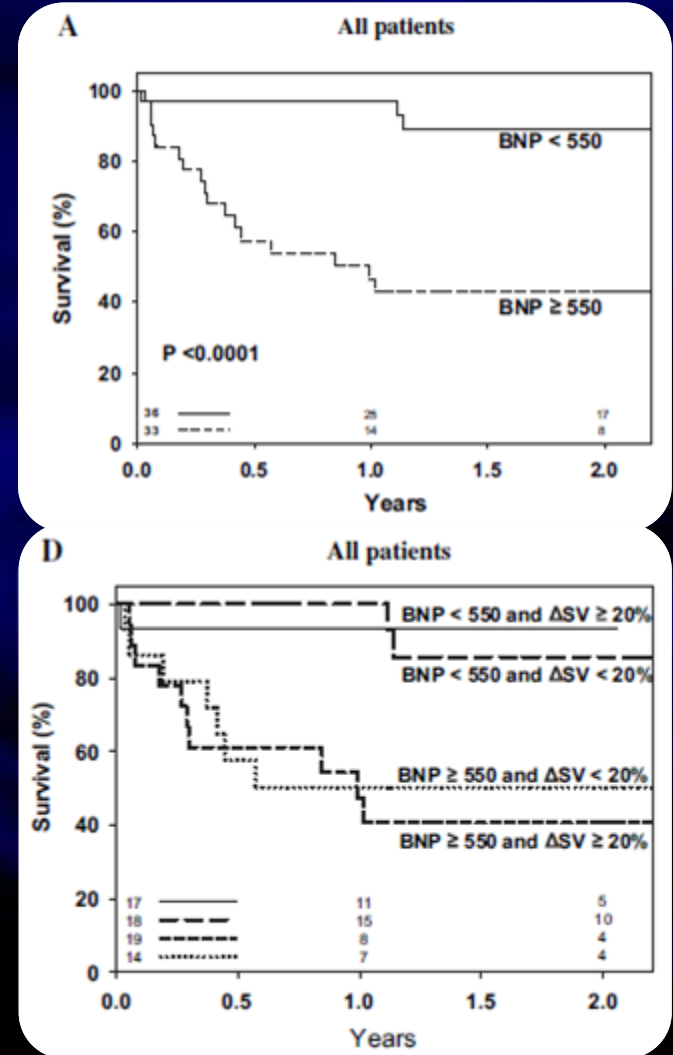 A
All patients
100
80
60
40
20
0
Survival (%)
BNP < 550
BNP ≥ 550
P <0.0001
36 17
33 14 8
0.0 0.5 1.0 1.5 2.0
Years
D
All patients
100
80
60
40
20
0
Survival (%)
BNP < 550 and ΔSV ≥ 20%
BNP < 550 and ΔSV < 20%
BNP ≥ 550 and ΔSV < 20%
BNP ≥ 550 and ΔSV ≥ 20%
17 11 5
18 15 10
19 8 4
14 7 4
0.0 0.5 1.0 1.5 2.0
Years